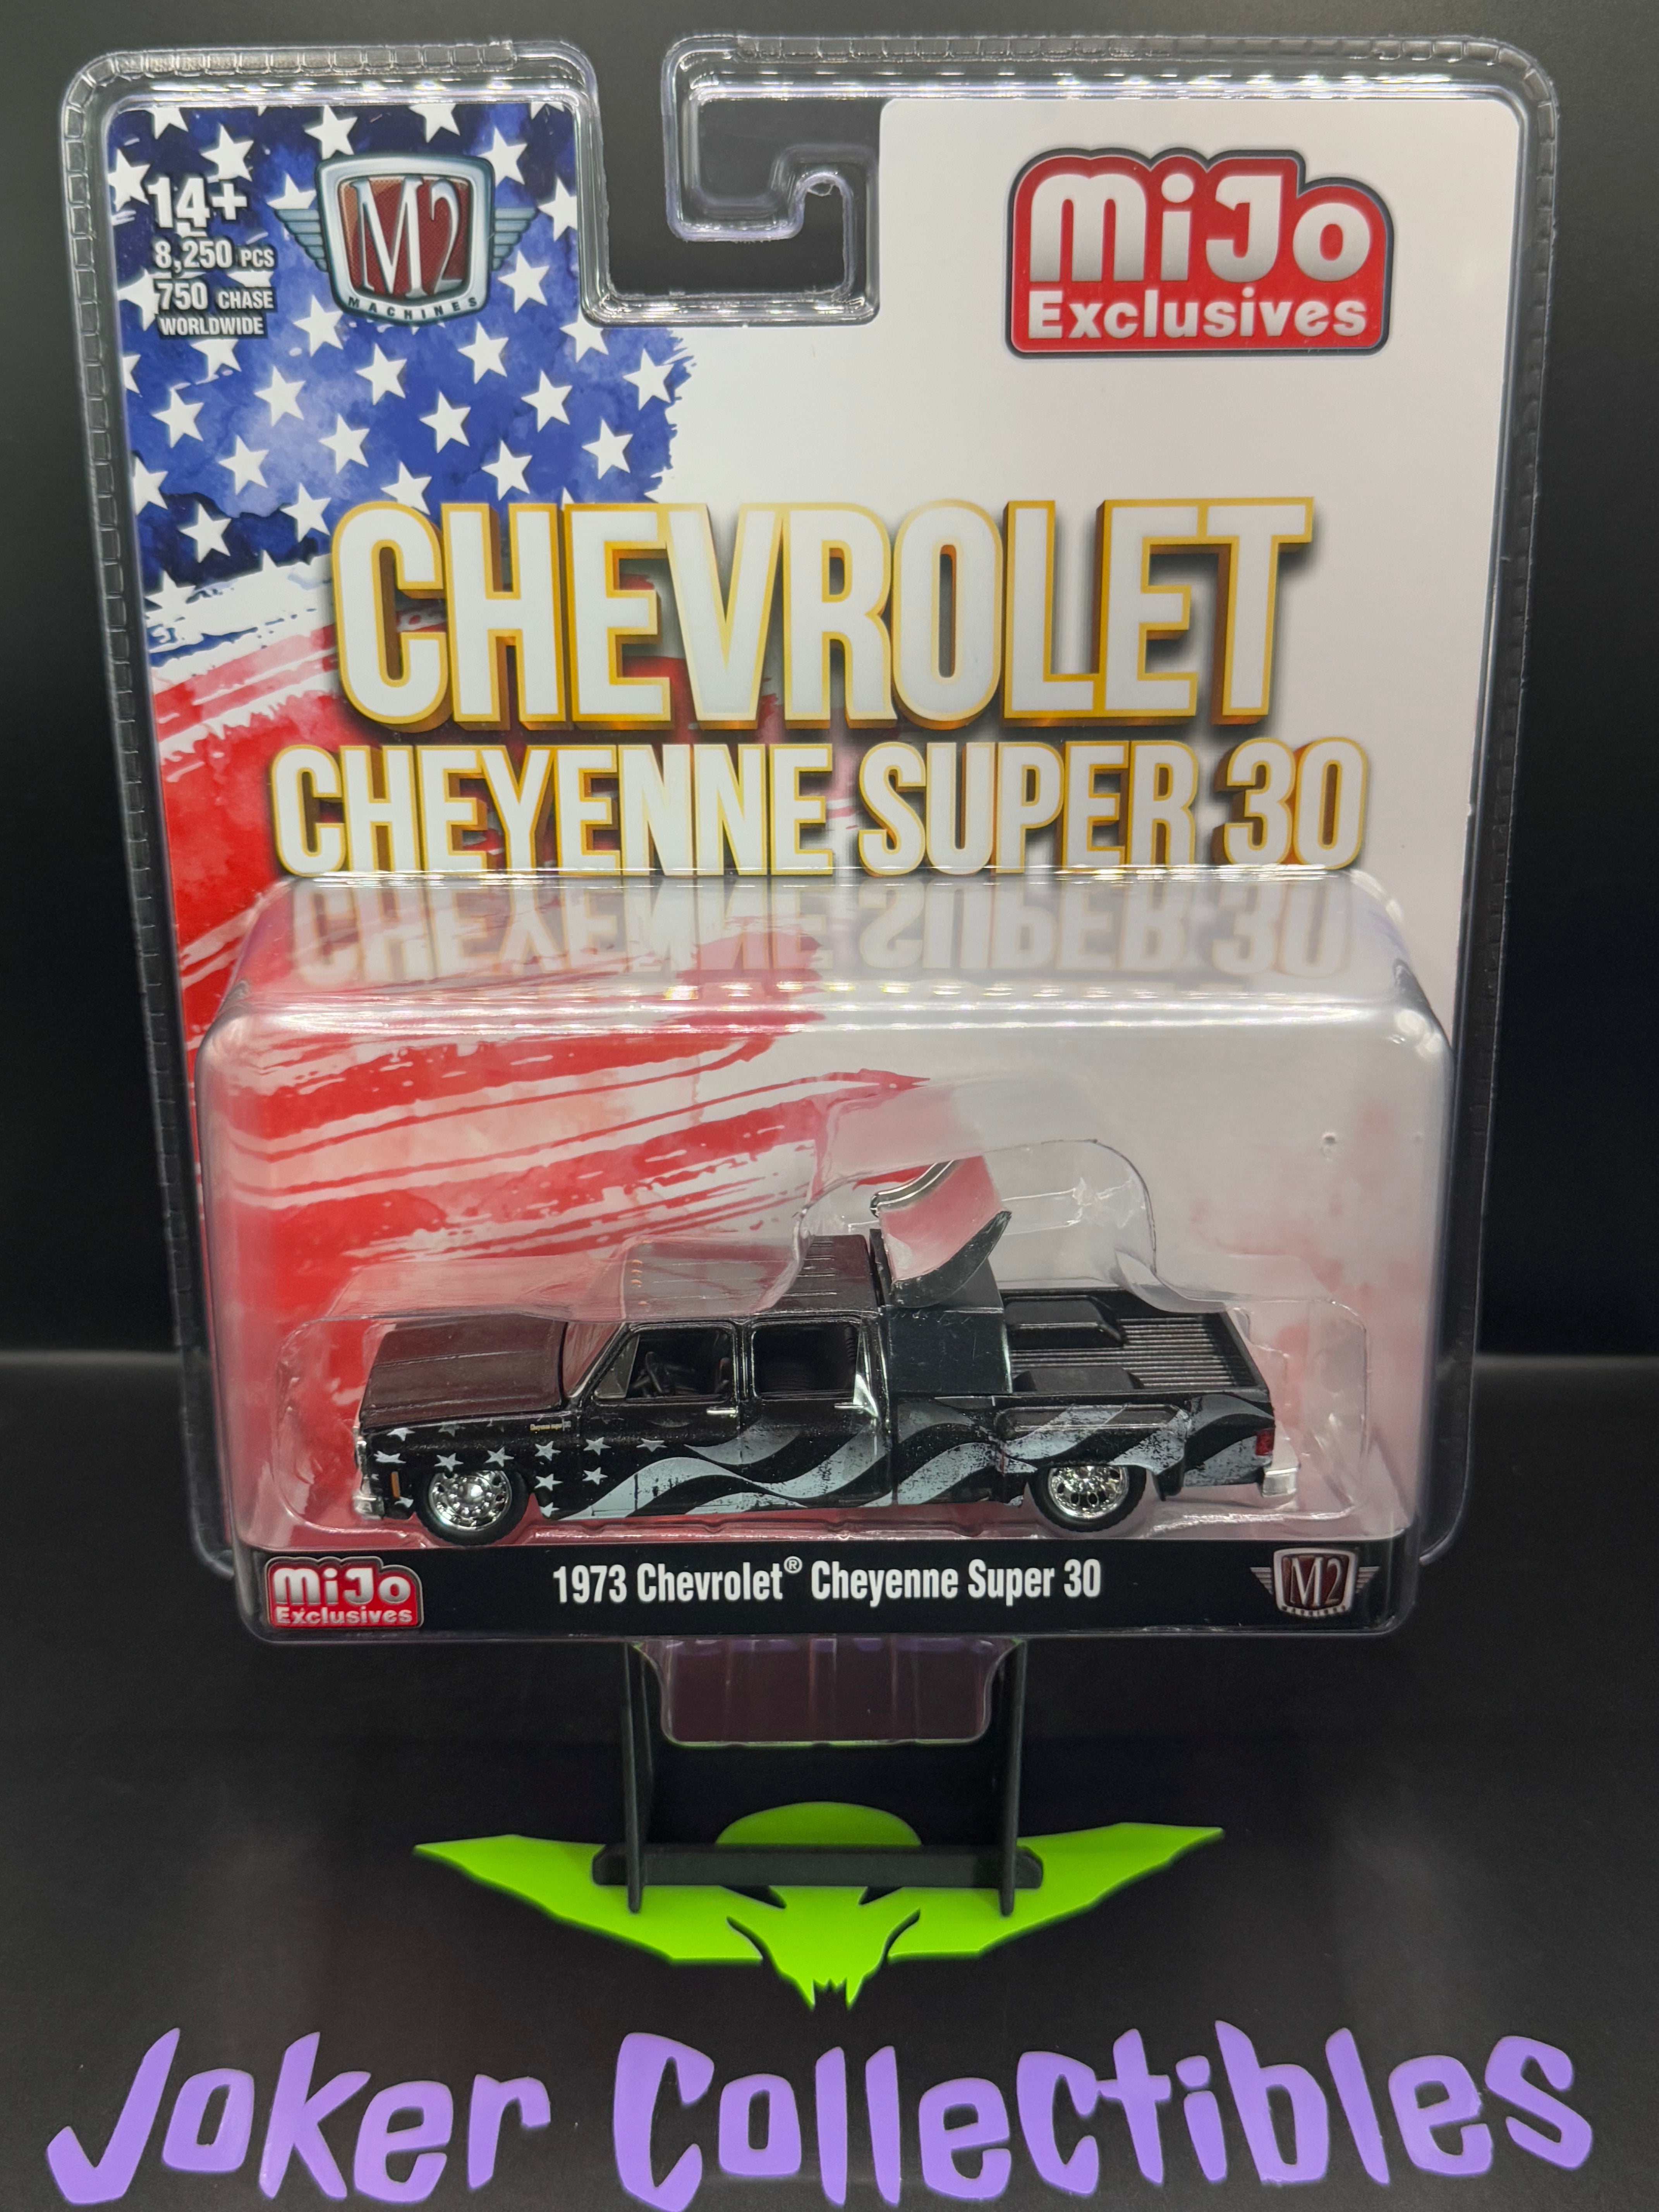 14+
8,250 PCS
750 CHASE
WORLDWIDE
M2
MACHINES
MiJo
Exclusives
CHEVROLET
CHEYENNE SUPER 30
Cheyenne Super 30
MiJo
Exclusives
1973 Chevrolet® Cheyenne Super 30
M2
MACHINES
Joker Collectibles